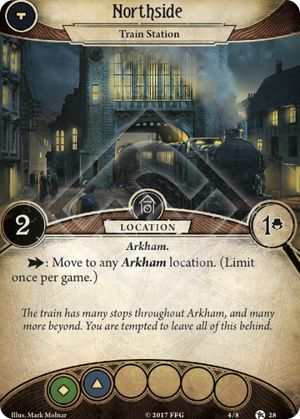 Northside
Train Station
2
LOCATION
1
Arkham.
: Move to any Arkham location. (Limit
once per game.)
The train has many stops throughout Arkham, and many
more beyond. You are tempted to leave all of this behind.
Illus. Mark Molnar
© 2017 FFG
4/8
28